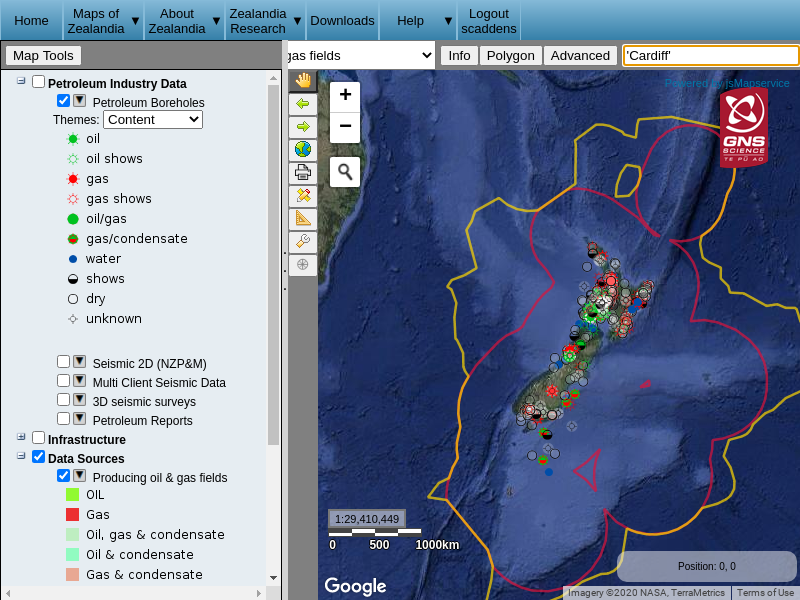 Home
Maps of Zealandia ▼
About Zealandia ▼
Zealandia Research ▼
Downloads
Help ▼
Logout scaddens
Map Tools
gas fields
Info
Polygon
Advanced
'Cardiff'
Petroleum Industry Data
Petroleum Boreholes
Themes: Content
oil
oil shows
gas
gas shows
oil/gas
gas/condensate
water
shows
dry
unknown
Seismic 2D (NZP&M)
Multi Client Seismic Data
3D seismic surveys
Petroleum Reports
Infrastructure
Data Sources
Producing oil & gas fields
OIL
Gas
Oil, gas & condensate
Oil & condensate
Gas & condensate
+
−
Powered by jsMapservice
GNS
SCIENCE
TE PŪ AO
1:29,410,449
0 500 1000km
Google
Position: 0, 0
Imagery ©2020 NASA, TerraMetrics
Terms of Use